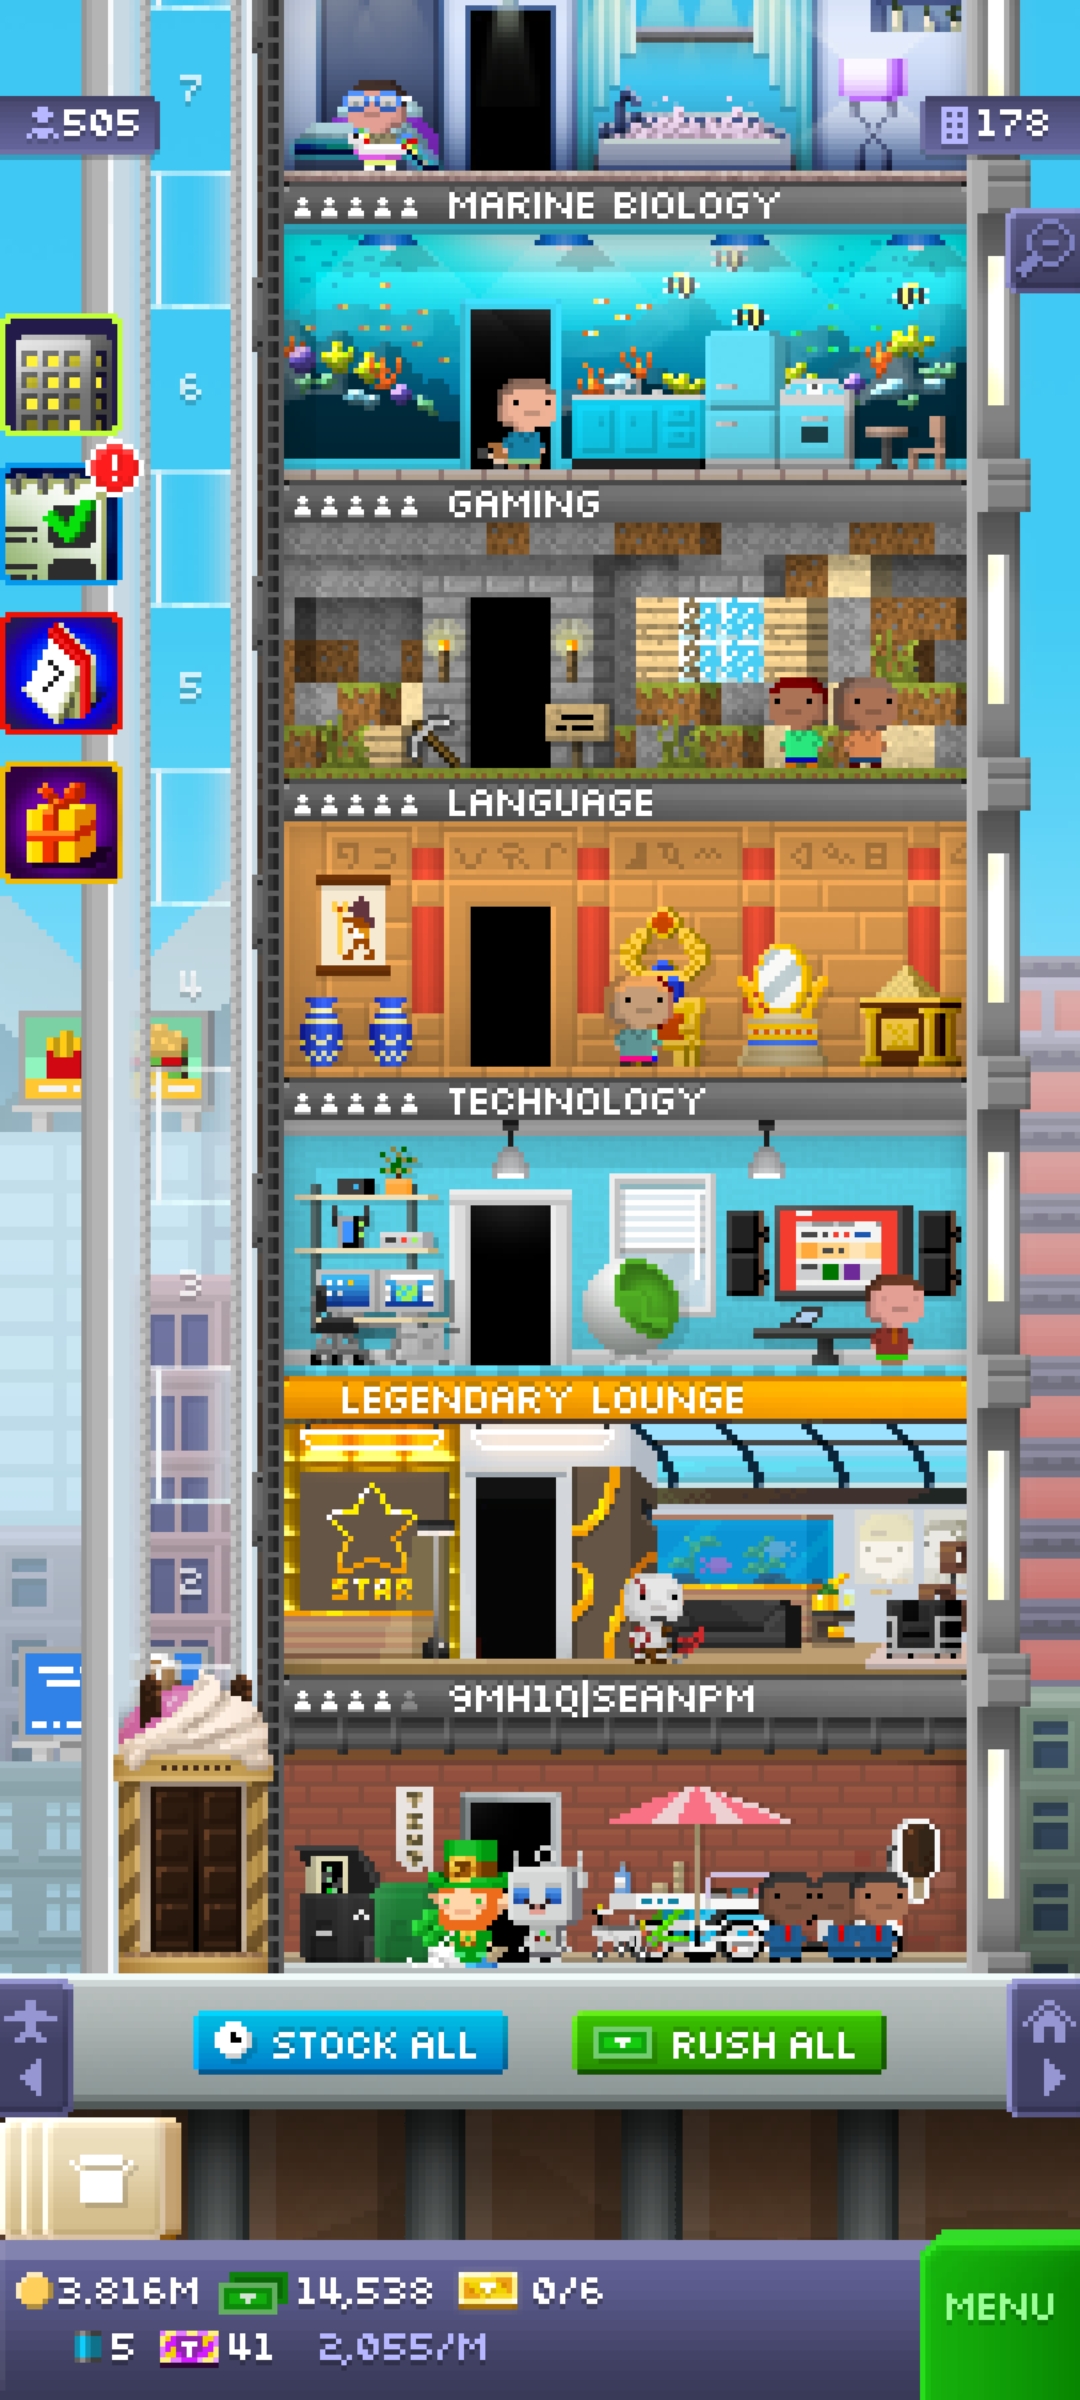 7
505
178
MARINE BIOLOGY
6
GAMING
5
LANGUAGE
4
TECHNOLOGY
3
LEGENDARY LOUNGE
STAR
2
9MH1Q|SEANPM
STOCK ALL
RUSH ALL
3.816M
14,538
0/6
5
T
41
2,055/M
MENU